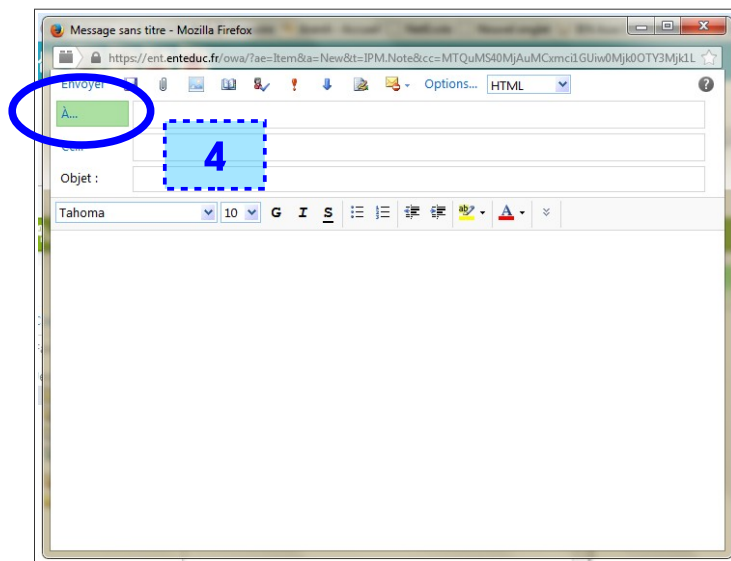 Message sans titre - Mozilla Firefox
https://ent.enteduc.fr/owa/?ae=Item&a=New&t=IPM.Note&cc=MTQuMS40MjAuMCxmci1GUiw0Mjk0OTY3Mjk1L
Envoyer Options... HTML
À...
Cc...
4
Objet :
Tahoma 10 G I S A